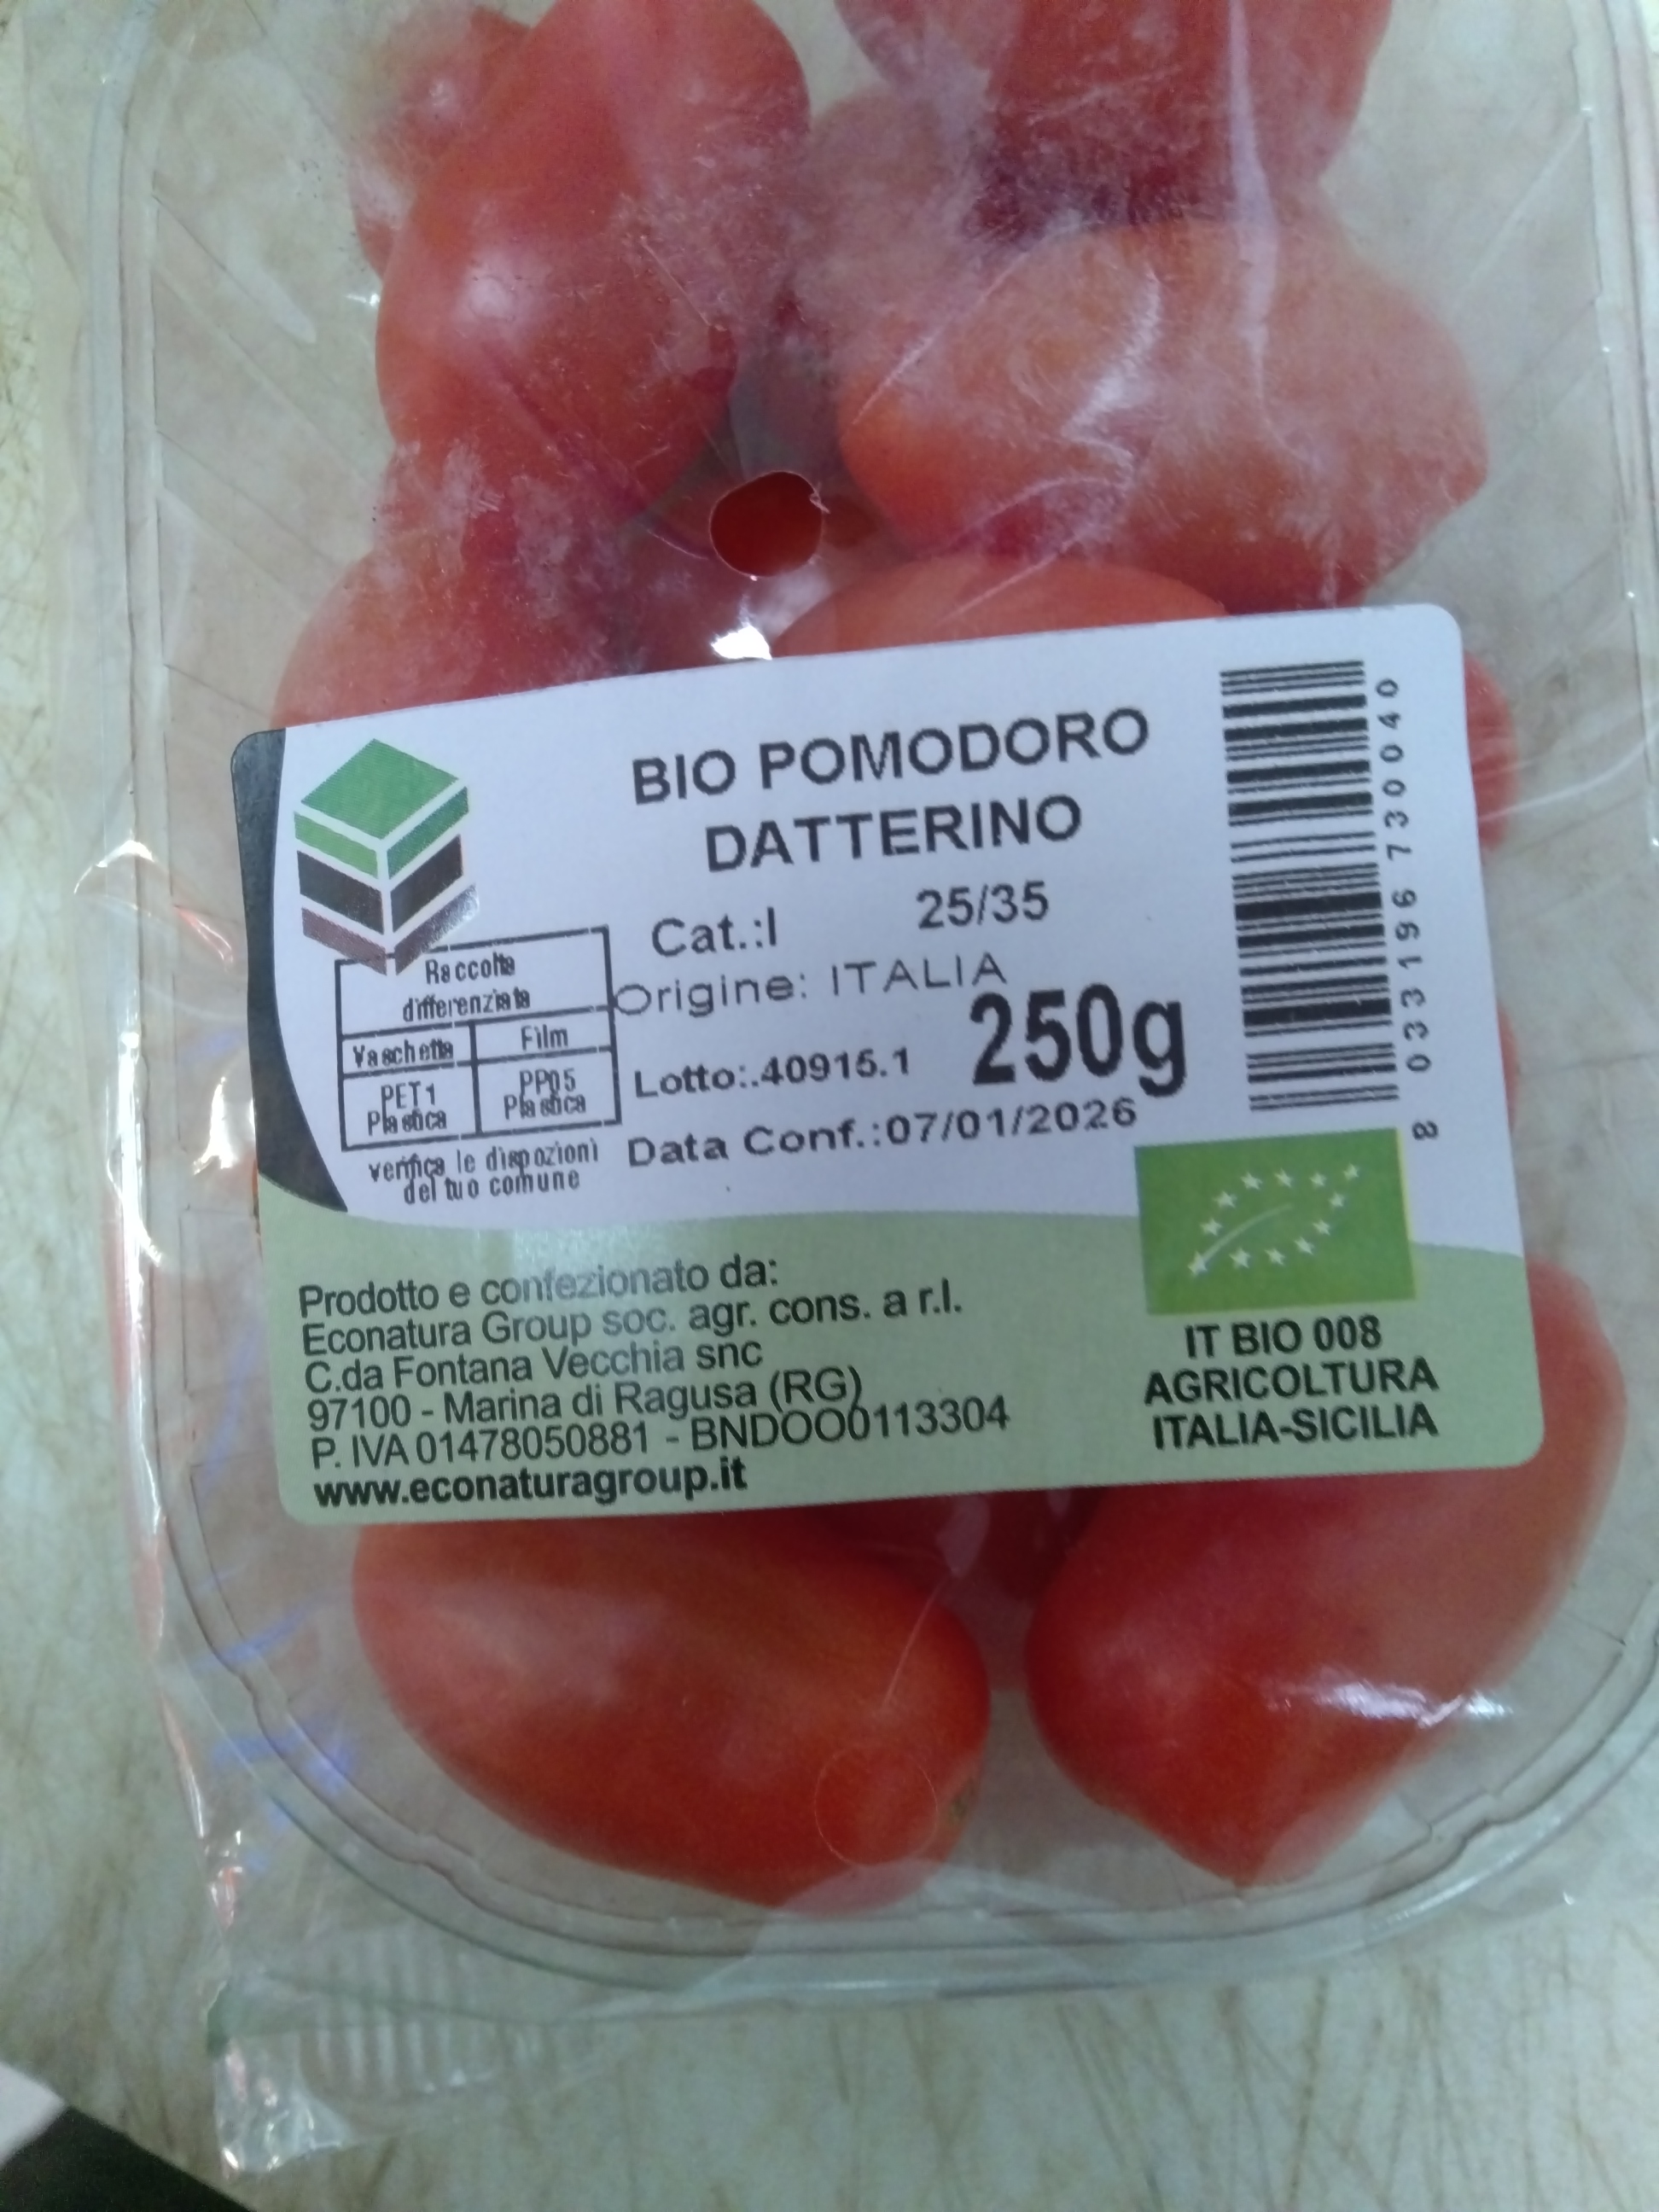 BIO POMODORO
DATTERINO
Cat.:I 25/35
Origine: ITALIA
250g
Lotto:.40915.1
Data Conf.:07/01/2026
Raccolta
differenziata
Vaschetta Film
PET1 PP05
Plastica Plastica
verifica le dispozioni
del tuo comune
8 033196 730040
Prodotto e confezionato da:
Econatura Group soc. agr. cons. a r.l.
C.da Fontana Vecchia snc
97100 - Marina di Ragusa (RG)
P. IVA 01478050881 - BNDOO0113304
www.econaturagroup.it
IT BIO 008
AGRICOLTURA
ITALIA-SICILIA